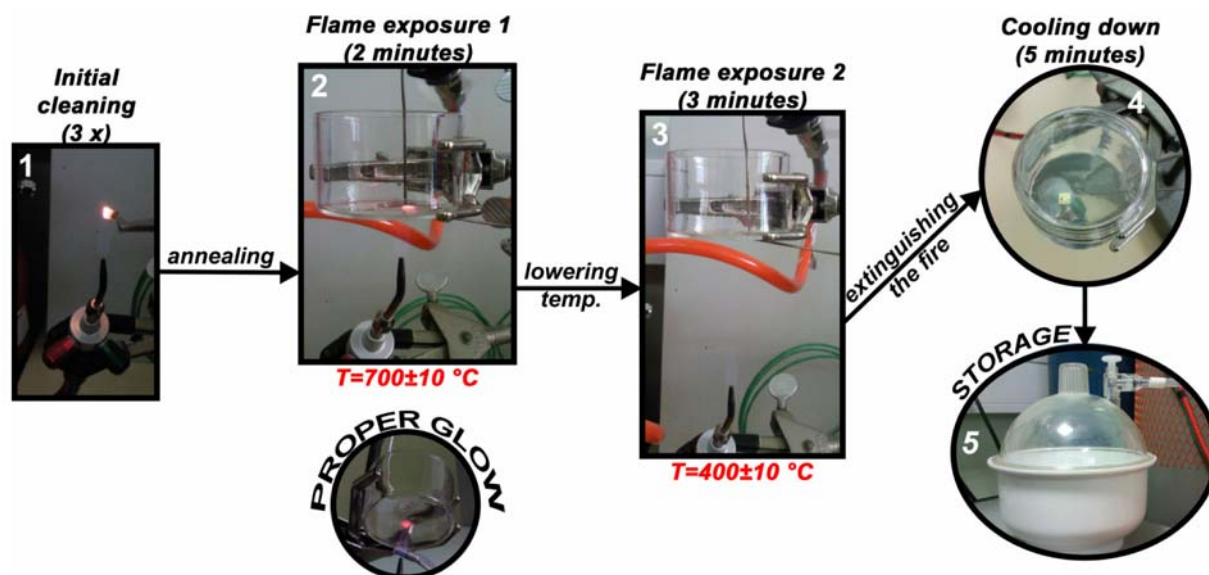 Initial
cleaning
(3 x)
1
annealing
Flame exposure 1
(2 minutes)
2
T=700±10 °C
PROPER GLOW
lowering
temp.
Flame exposure 2
(3 minutes)
3
T=400±10 °C
extinguishing
the fire
Cooling down
(5 minutes)
4
STORAGE
5